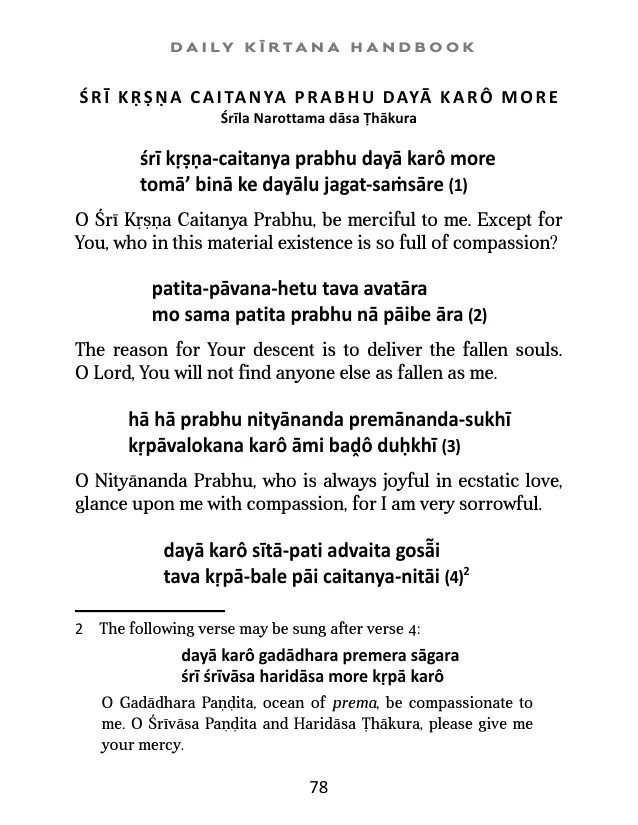 DAILY KĪRTANA HANDBOOK
ŚRĪ KṚṢṆA CAITANYA PRABHU DAYĀ KARÔ MORE
Śrīla Narottama dāsa Ṭhākura
śrī kṛṣṇa-caitanya prabhu dayā karô more
tomā’ binā ke dayālu jagat-saṁsāre (1)
O Śrī Kṛṣṇa Caitanya Prabhu, be merciful to me. Except for
You, who in this material existence is so full of compassion?
patita-pāvana-hetu tava avatāra
mo sama patita prabhu nā pāibe āra (2)
The reason for Your descent is to deliver the fallen souls.
O Lord, You will not find anyone else as fallen as me.
hā hā prabhu nityānanda premānanda-sukhī
kṛpāvalokana karô āmi baḓô duḥkhī (3)
O Nityānanda Prabhu, who is always joyful in ecstatic love,
glance upon me with compassion, for I am very sorrowful.
dayā karô sītā-pati advaita gosā̃i
tava kṛpā-bale pāi caitanya-nitāi (4)²
2 The following verse may be sung after verse 4:
dayā karô gadādhara premera sāgara
śrī śrīvāsa haridāsa more kṛpā karô
O Gadādhara Paṇḍita, ocean of prema, be compassionate to
me. O Śrīvāsa Paṇḍita and Haridāsa Ṭhākura, please give me
your mercy.
78